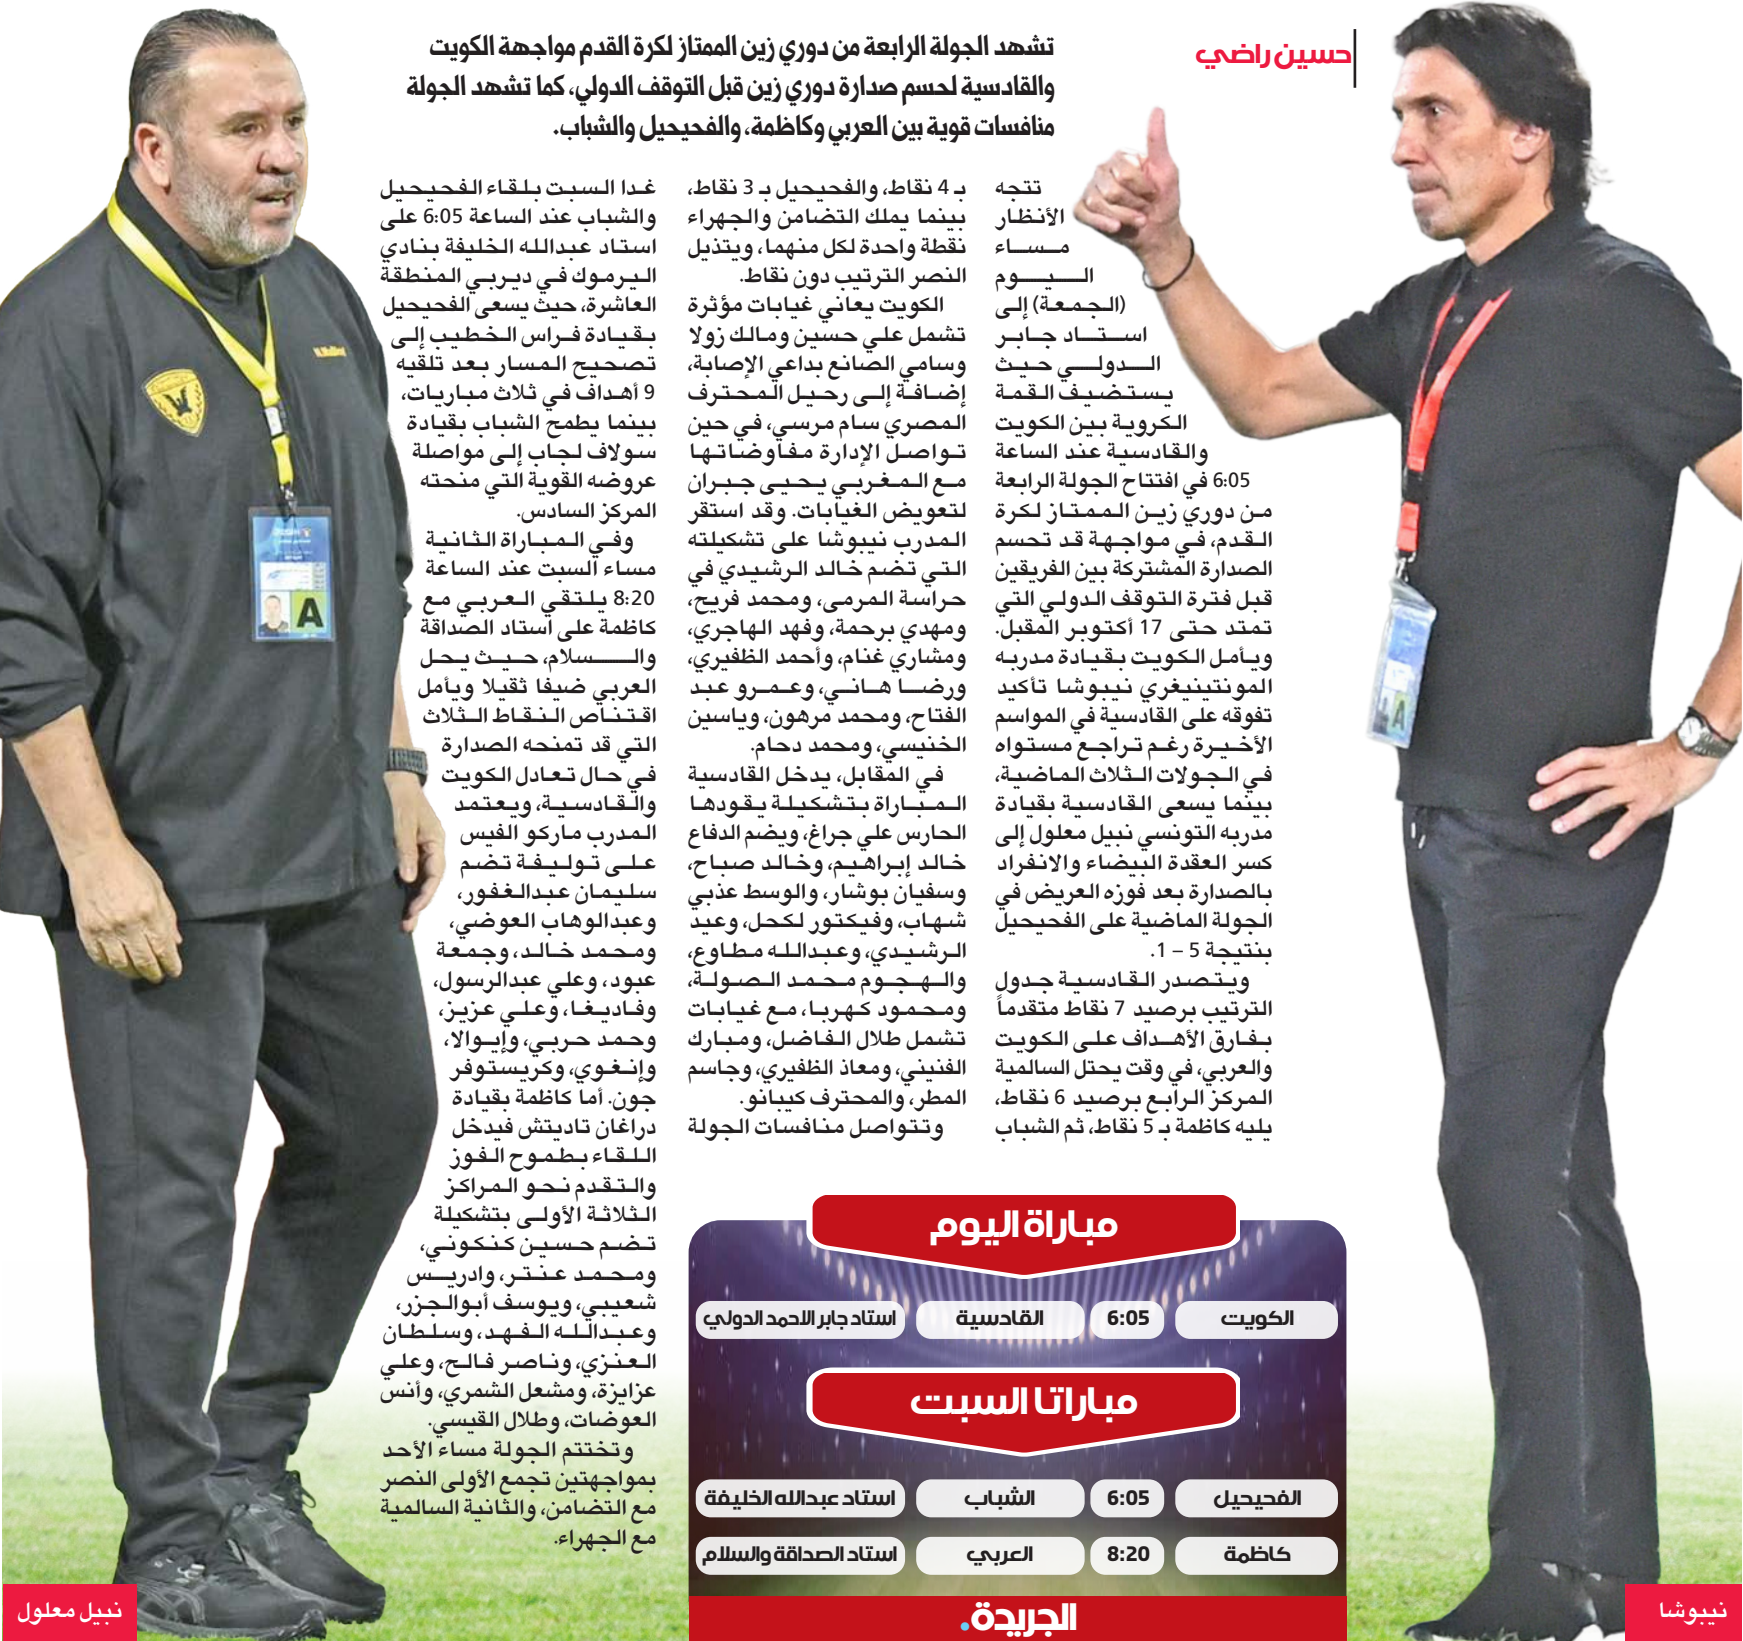 حسين راضي
تشهد الجولة الرابعة من دوري زين الممتاز لكرة القدم مواجهة الكويت
والقادسية لحسم صدارة دوري زين قبل التوقف الدولي، كما تشهد الجولة
منافسات قوية بين العربي وكاظمة، والفحيحيل والشباب.
تتجه
الأنظار
مساء
اليوم
(الجمعة) إلى
استاد جابر
الدولي حيث
يستضيف القمة
الكروية بين الكويت
والقادسية عند الساعة
6:05 في افتتاح الجولة الرابعة
من دوري زين الممتاز لكرة
القدم، في مواجهة قد تحسم
الصدارة المشتركة بين الفريقين
قبل فترة التوقف الدولي التي
تمتد حتى 17 أكتوبر المقبل.
ويأمل الكويت بقيادة مدربه
المونتينيغري نيبوشا تأكيد
تفوقه على القادسية في المواسم
الأخيرة رغم تراجع مستواه
في الجولات الثلاث الماضية،
بينما يسعى القادسية بقيادة
مدربه التونسي نبيل معلول إلى
كسر العقدة البيضاء والانفراد
بالصدارة بعد فوزه العريض في
الجولة الماضية على الفحيحيل
بنتيجة 5 – 1.
ويتصدر القادسية جدول
الترتيب برصيد 7 نقاط متقدماً
بفارق الأهداف على الكويت
والعربي، في وقت يحتل السالمية
المركز الرابع برصيد 6 نقاط،
يليه كاظمة بـ 5 نقاط، ثم الشباب
بـ 4 نقاط، والفحيحيل بـ 3 نقاط،
بينما يملك التضامن والجهراء
نقطة واحدة لكل منهما، ويتذيل
النصر الترتيب دون نقاط.
الكويت يعاني غيابات مؤثرة
تشمل علي حسين ومالك زولا
وسامي الصانع بداعي الإصابة،
إضافة إلى رحيل المحترف
المصري سام مرسي، في حين
تواصل الإدارة مفاوضاتها
مع المغربي يحيى جبران
لتعويض الغيابات. وقد استقر
المدرب نيبوشا على تشكيلته
التي تضم خالد الرشيدي في
حراسة المرمى، ومحمد فريح،
ومهدي برحمة، وفهد الهاجري،
ومشاري غنام، وأحمد الظفيري،
ورضا هاني، وعمرو عبد
الفتاح، ومحمد مرهون، وياسين
الخنيسي، ومحمد دحام.
في المقابل، يدخل القادسية
المباراة بتشكيلة يقودها
الحارس علي جراغ، ويضم الدفاع
خالد إبراهيم، وخالد صباح،
وسفيان بوشار، والوسط عذبي
شهاب، وفيكتور لكحل، وعيد
الرشيدي، وعبدالله مطاوع،
والهجوم محمد الصولة،
ومحمود كهربا، مع غيابات
تشمل طلال الفاضل، ومبارك
الفنيني، ومعاذ الظفيري، وجاسم
المطر، والمحترف كيبانو.
وتتواصل منافسات الجولة
غدا السبت بلقاء الفحيحيل
والشباب عند الساعة 6:05 على
استاد عبدالله الخليفة بنادي
اليرموك في ديربي المنطقة
العاشرة، حيث يسعى الفحيحيل
بقيادة فراس الخطيب إلى
تصحيح المسار بعد تلقيه
9 أهداف في ثلاث مباريات،
بينما يطمح الشباب بقيادة
سولاف لجاب إلى مواصلة
عروضه القوية التي منحته
المركز السادس.
وفي المباراة الثانية
مساء السبت عند الساعة
8:20 يلتقي العربي مع
كاظمة على استاد الصداقة
والسلام، حيث يحل
العربي ضيفا ثقيلا ويأمل
اقتناص النقاط الثلاث
التي قد تمنحه الصدارة
في حال تعادل الكويت
والقادسية، ويعتمد
المدرب ماركو الفيس
على توليفة تضم
سليمان عبدالغفور،
وعبدالوهاب العوضي،
ومحمد خالد، وجمعة
عبود، وعلي عبدالرسول،
وفاديغا، وعلي عزيز،
وحمد حربي، وإيوالا،
وإنغوي، وكريستوفر
جون. أما كاظمة بقيادة
دراغان تاديتش فيدخل
اللقاء بطموح الفوز
والتقدم نحو المراكز
الثلاثة الأولى بتشكيلة
تضم حسين كنكوني،
ومحمد عنتر، وادريس
شعيبي، ويوسف أبوالجزر،
وعبدالله الفهد، وسلطان
العنزي، وناصر فالح، وعلي
عزايزة، ومشعل الشمري، وأنس
العوضات، وطلال القيسي.
وتختتم الجولة مساء الأحد
بمواجهتين تجمع الأولى النصر
مع التضامن، والثانية السالمية
مع الجهراء.
مباراة اليوم
الكويت 6:05 القادسية استاد جابر الاحمد الدولي
مباراتا السبت
الفحيحيل 6:05 الشباب استاد عبدالله الخليفة
كاظمة 8:20 العربي استاد الصداقة والسلام
الجريدة.
نيبوشا
نبيل معلول
A
A